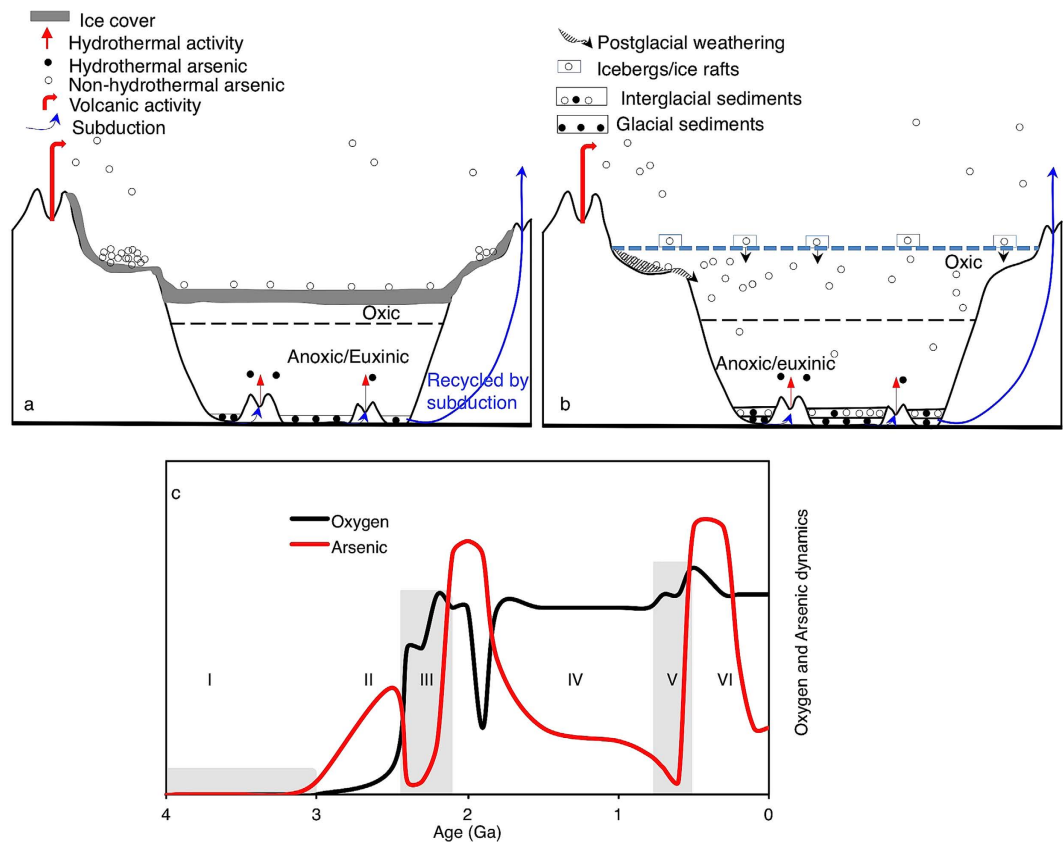 Ice cover
Hydrothermal activity
Hydrothermal arsenic
Non-hydrothermal arsenic
Volcanic activity
Subduction
Oxic
Anoxic/Euxinic
Recycled by
subduction
a
Postglacial weathering
Icebergs/ice rafts
Interglacial sediments
Glacial sediments
Oxic
Anoxic/euxinic
b
c
Oxygen
Arsenic
I
II
III
IV
V
VI
4
3
2
1
0
Age (Ga)
Oxygen and Arsenic dynamics